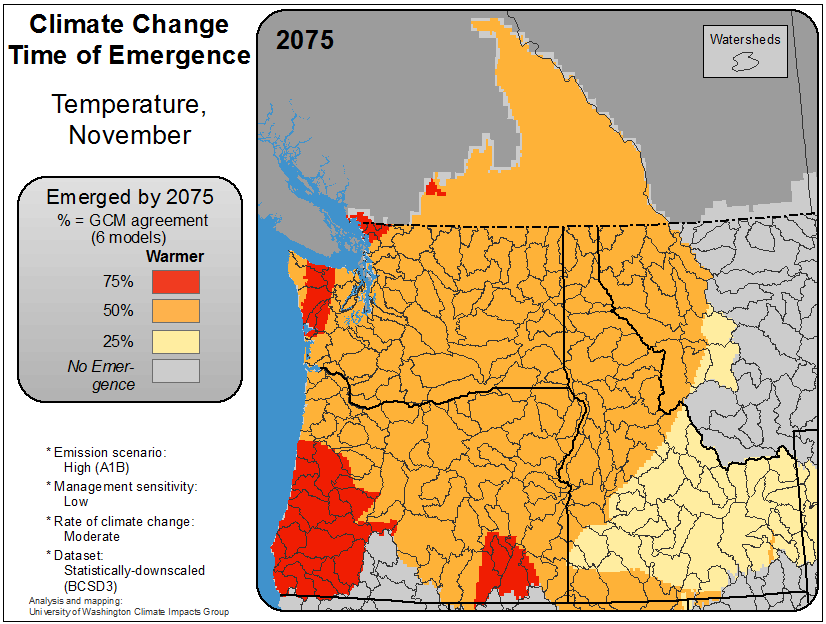 Climate Change
Time of Emergence
Temperature,
November
Emerged by 2075
% = GCM agreement
(6 models)
Warmer
75%
50%
25%
No Emer-
gence
* Emission scenario:
High (A1B)
* Management sensitivity:
Low
* Rate of climate change:
Moderate
* Dataset:
Statistically-downscaled
(BCSD3)
Analysis and mapping:
University of Washington Climate Impacts Group
2075
Watersheds